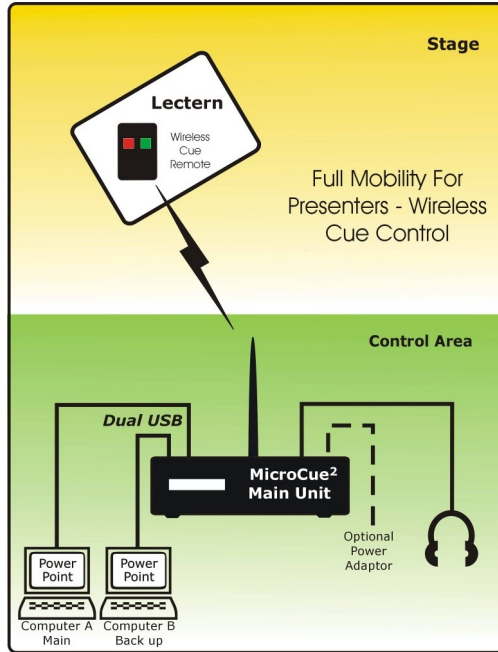 Stage
Lectern
Wireless
Cue
Remote
Full Mobility For
Presenters - Wireless
Cue Control
Control Area
Dual USB
MicroCue²
Main Unit
Optional
Power
Adaptor
Power
Point
Power
Point
Computer A
Main
Computer B
Back up